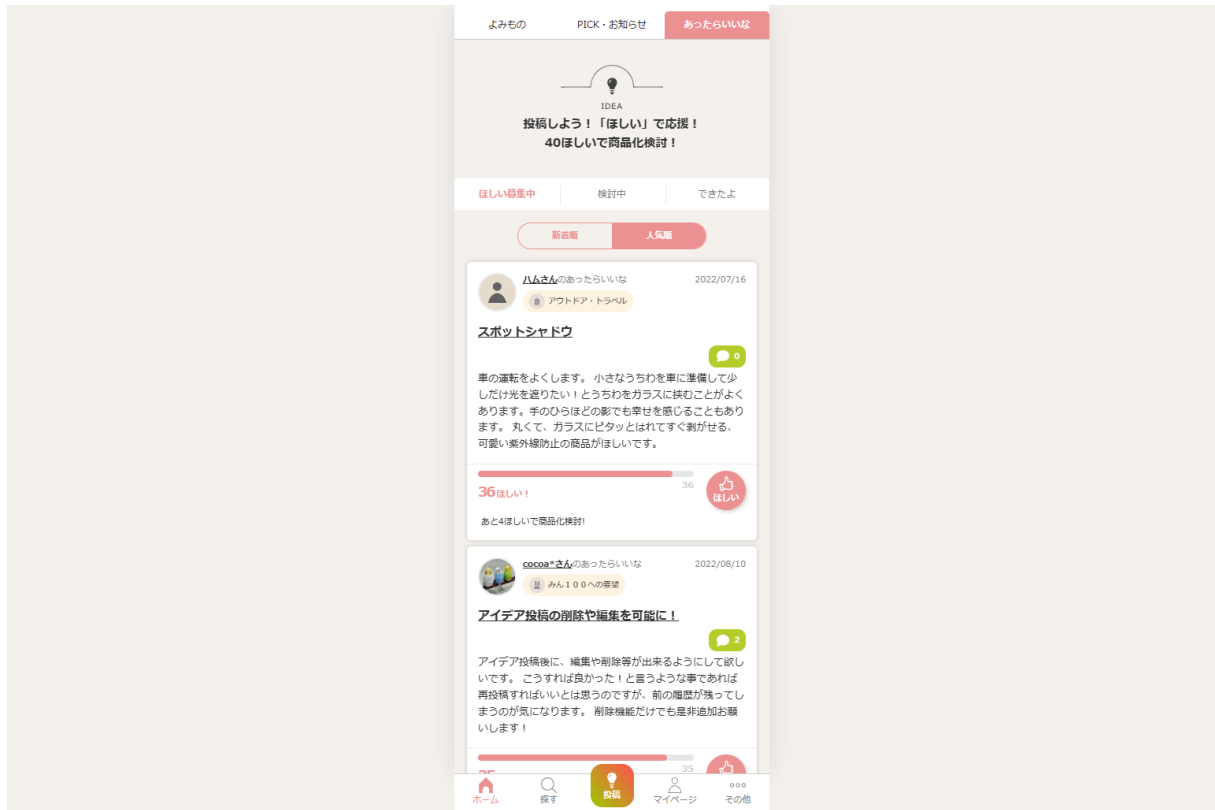 よみもの
PICK・お知らせ
あったらいいな
IDEA
投稿しよう！「ほしい」で応援！
40ほしいで商品化検討！
ほしい募集中
検討中
できたよ
新着順
人気順
ハムさんのあったらいいな
2022/07/16
アウトドア・トラベル
スポットシャドウ
0
車の運転をよくします。 小さなうちわを車に準備して少
しだけ光を遮りたい！とうちわをガラスに挟むことがよく
あります。手のひらほどの影でも幸せを感じることもあり
ます。 丸くて、ガラスにピタッとはれてすぐ剥がせる、
可愛い紫外線防止の商品がほしいです。
36ほしい！
36
ほしい
あと4ほしいで商品化検討!
cocoa*さんのあったらいいな
2022/08/10
みん１００への要望
アイデア投稿の削除や編集を可能に！
2
アイデア投稿後に、編集や削除等が出来るようにして欲し
いです。 こうすれば良かった！と言うような事であれば
再投稿すればいいとは思うのですが、前の履歴が残ってし
まうのが気になります。 削除機能だけでも是非追加お願
いします！
35
ホーム
探す
投稿
マイページ
その他